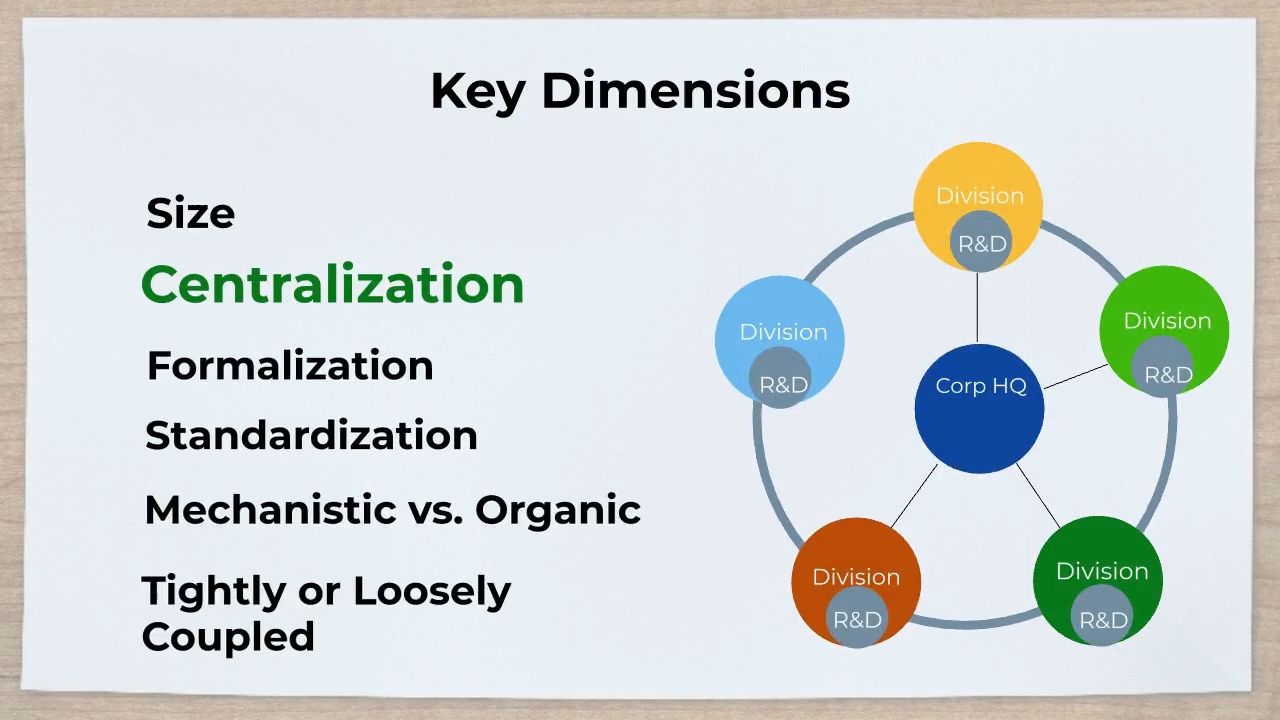 Key Dimensions
Size
Centralization
Formalization
Standardization
Mechanistic vs. Organic
Tightly or Loosely
Coupled
Division
R&D
Division
R&D
Division
R&D
Corp HQ
Division
R&D
Division
R&D